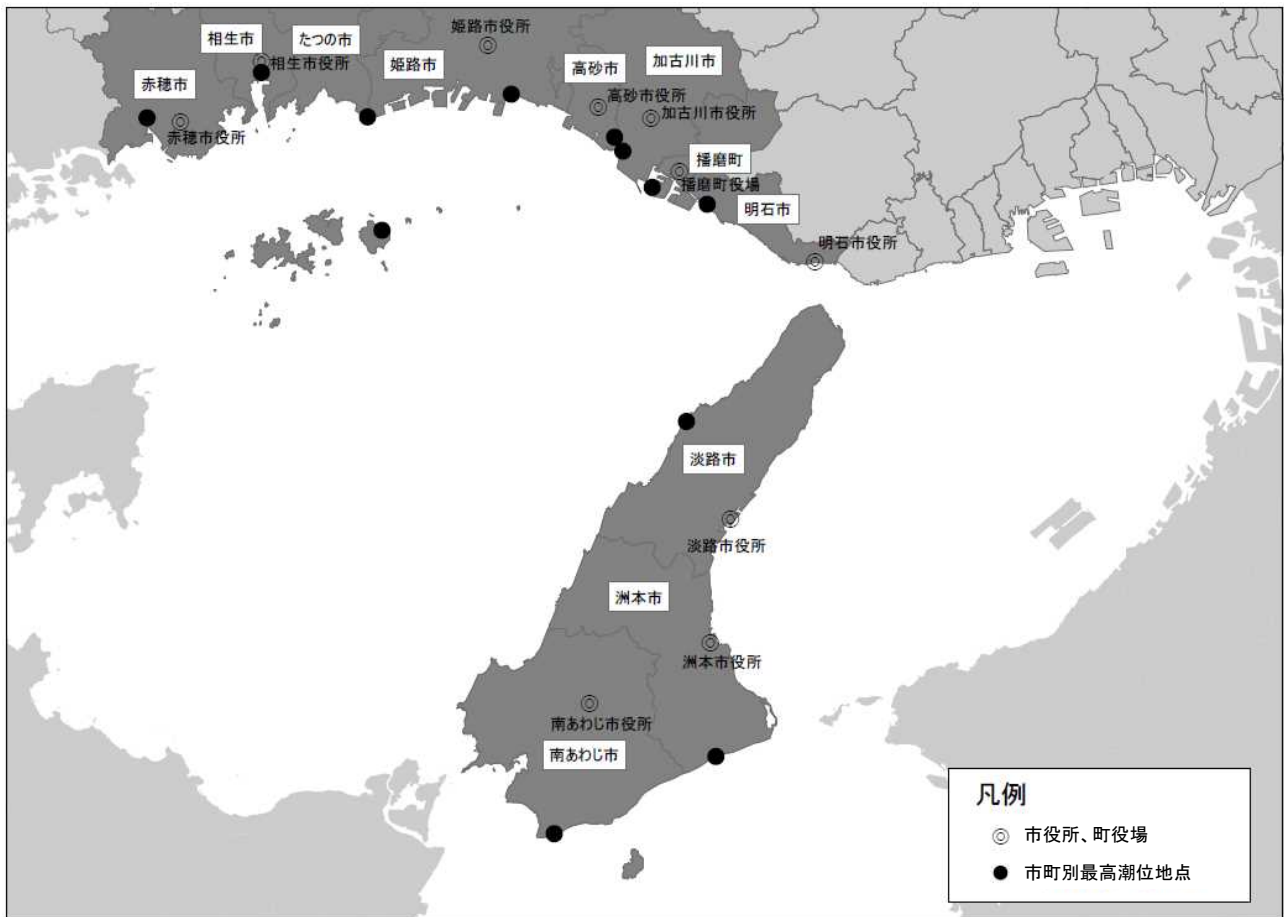 姫路市役所
相生市
たつの市
相生市役所
姫路市
加古川市
高砂市
赤穂市
高砂市役所
加古川市役所
赤穂市役所
播磨町
播磨町役場
明石市
明石市役所
淡路市
淡路市役所
洲本市
洲本市役所
南あわじ市役所
南あわじ市
凡例
市役所、町役場
市町別最高潮位地点